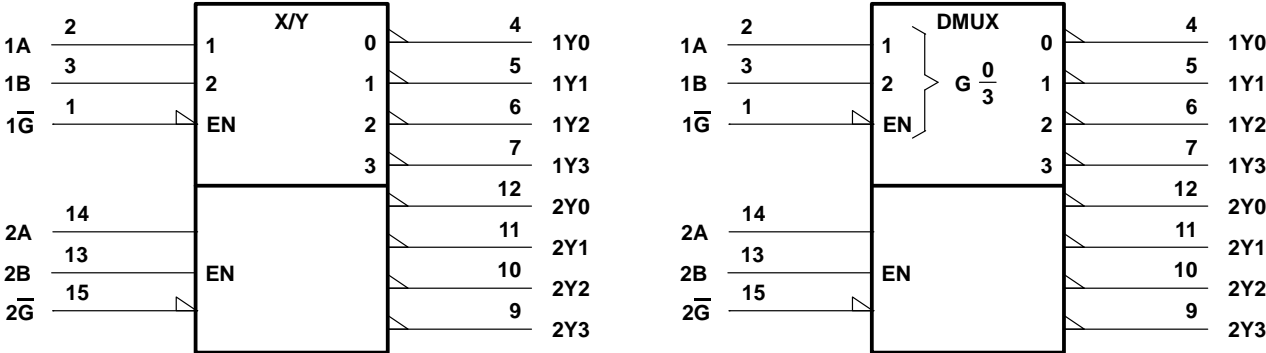 X/Y
1A 2 1 0 4 1Y0
1B 3 2 1 5 1Y1
1G̅ 1 EN 2 6 1Y2
3 7 1Y3
12 2Y0
2A 14 11 2Y1
2B 13 EN 10 2Y2
2G̅ 15 9 2Y3
DMUX
1A 2 1 0 4 1Y0
1B 3 2 G 0/3 1 5 1Y1
1G̅ 1 EN 2 6 1Y2
3 7 1Y3
12 2Y0
2A 14 11 2Y1
2B 13 EN 10 2Y2
2G̅ 15 9 2Y3